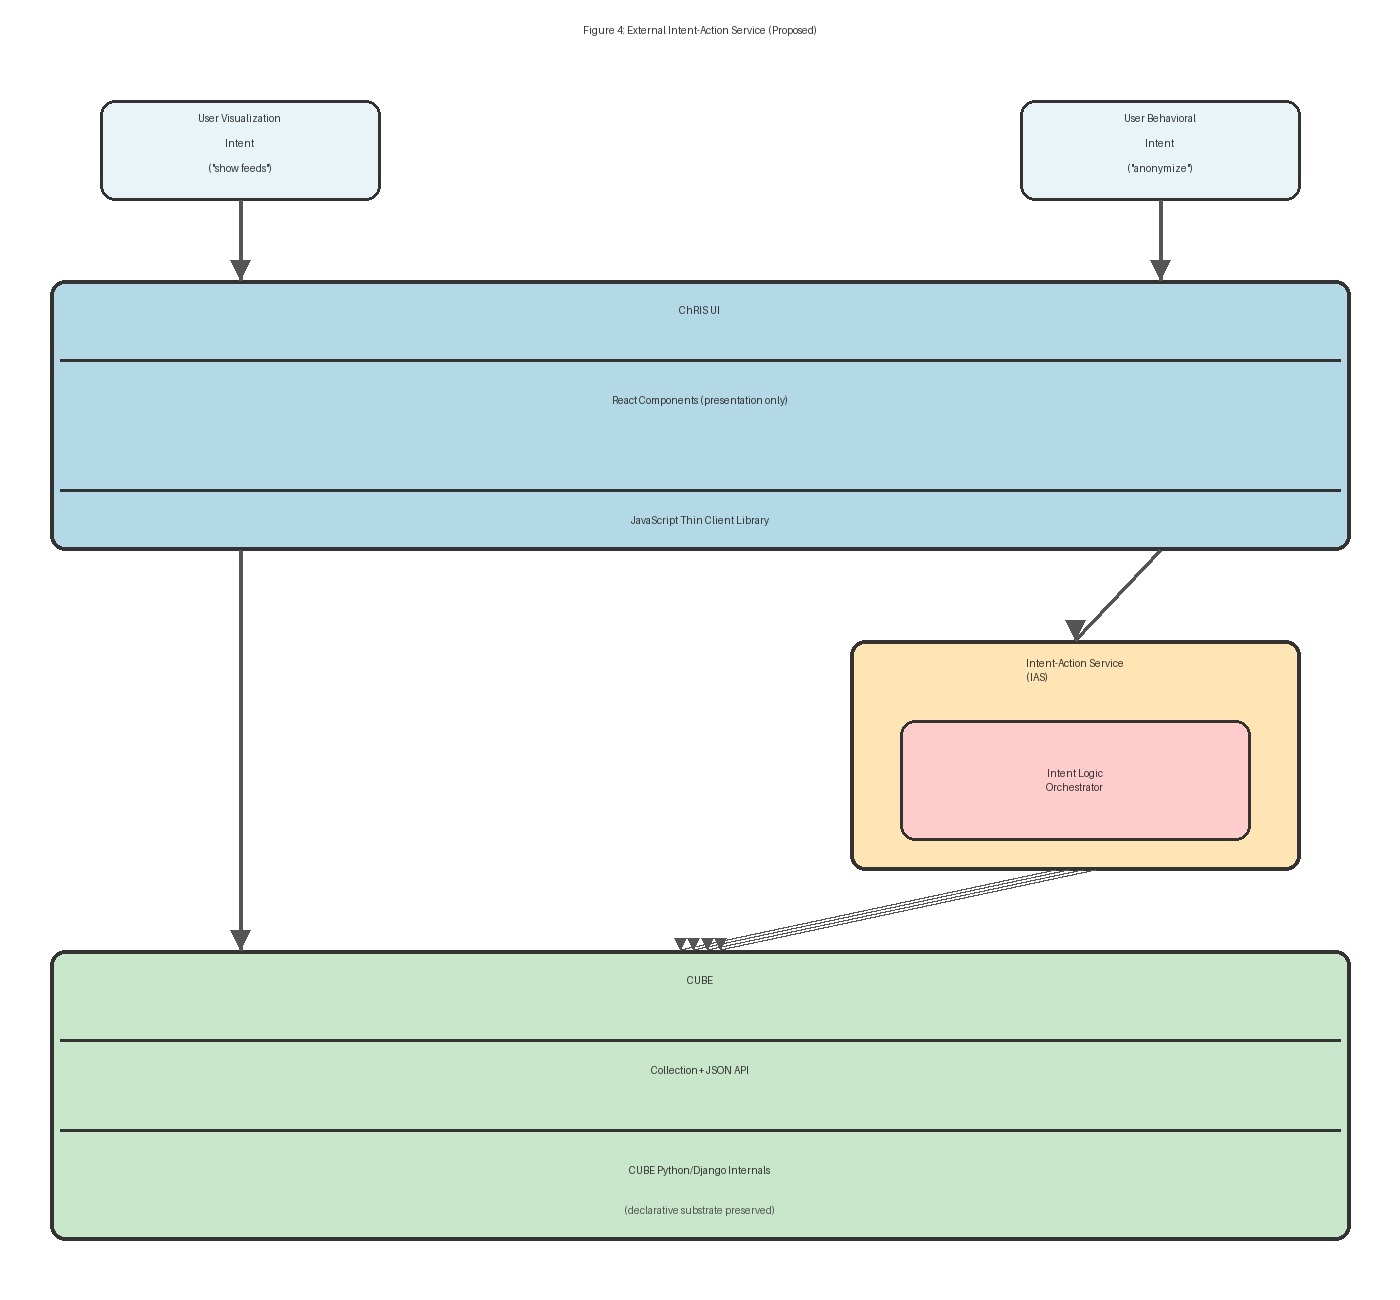 Figure 4: External Intent-Action Service (Proposed)
User Visualization
Intent
("show feeds")
User Behavioral
Intent
("anonymize")
ChRIS UI
React Components (presentation only)
JavaScript Thin Client Library
Intent-Action Service
(IAS)
Intent Logic
Orchestrator
CUBE
Collection+JSON API
CUBE Python/Django Internals
(declarative substrate preserved)